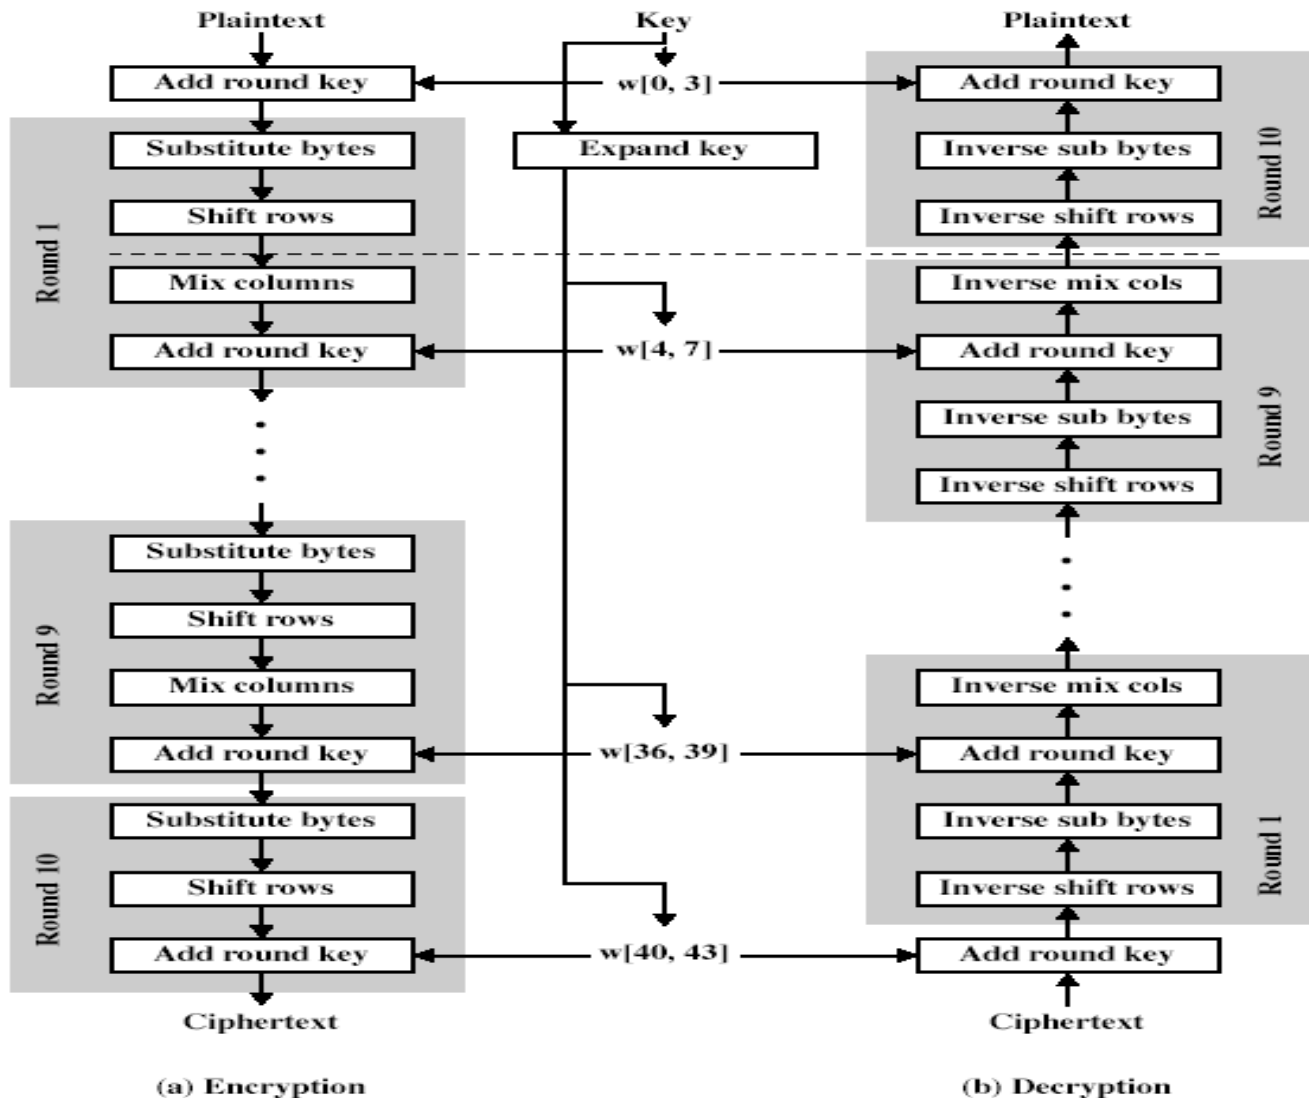 Plaintext
Key
Plaintext
Add round key
w[0, 3]
Add round key
Round 1
Substitute bytes
Expand key
Inverse sub bytes
Round 10
Shift rows
Inverse shift rows
Mix columns
Inverse mix cols
Add round key
w[4, 7]
Add round key
Inverse sub bytes
Round 9
Inverse shift rows
Round 9
Substitute bytes
Shift rows
Mix columns
Inverse mix cols
Add round key
w[36, 39]
Add round key
Round 10
Substitute bytes
Inverse sub bytes
Round 1
Shift rows
Inverse shift rows
Add round key
w[40, 43]
Add round key
Ciphertext
Ciphertext
(a) Encryption
(b) Decryption